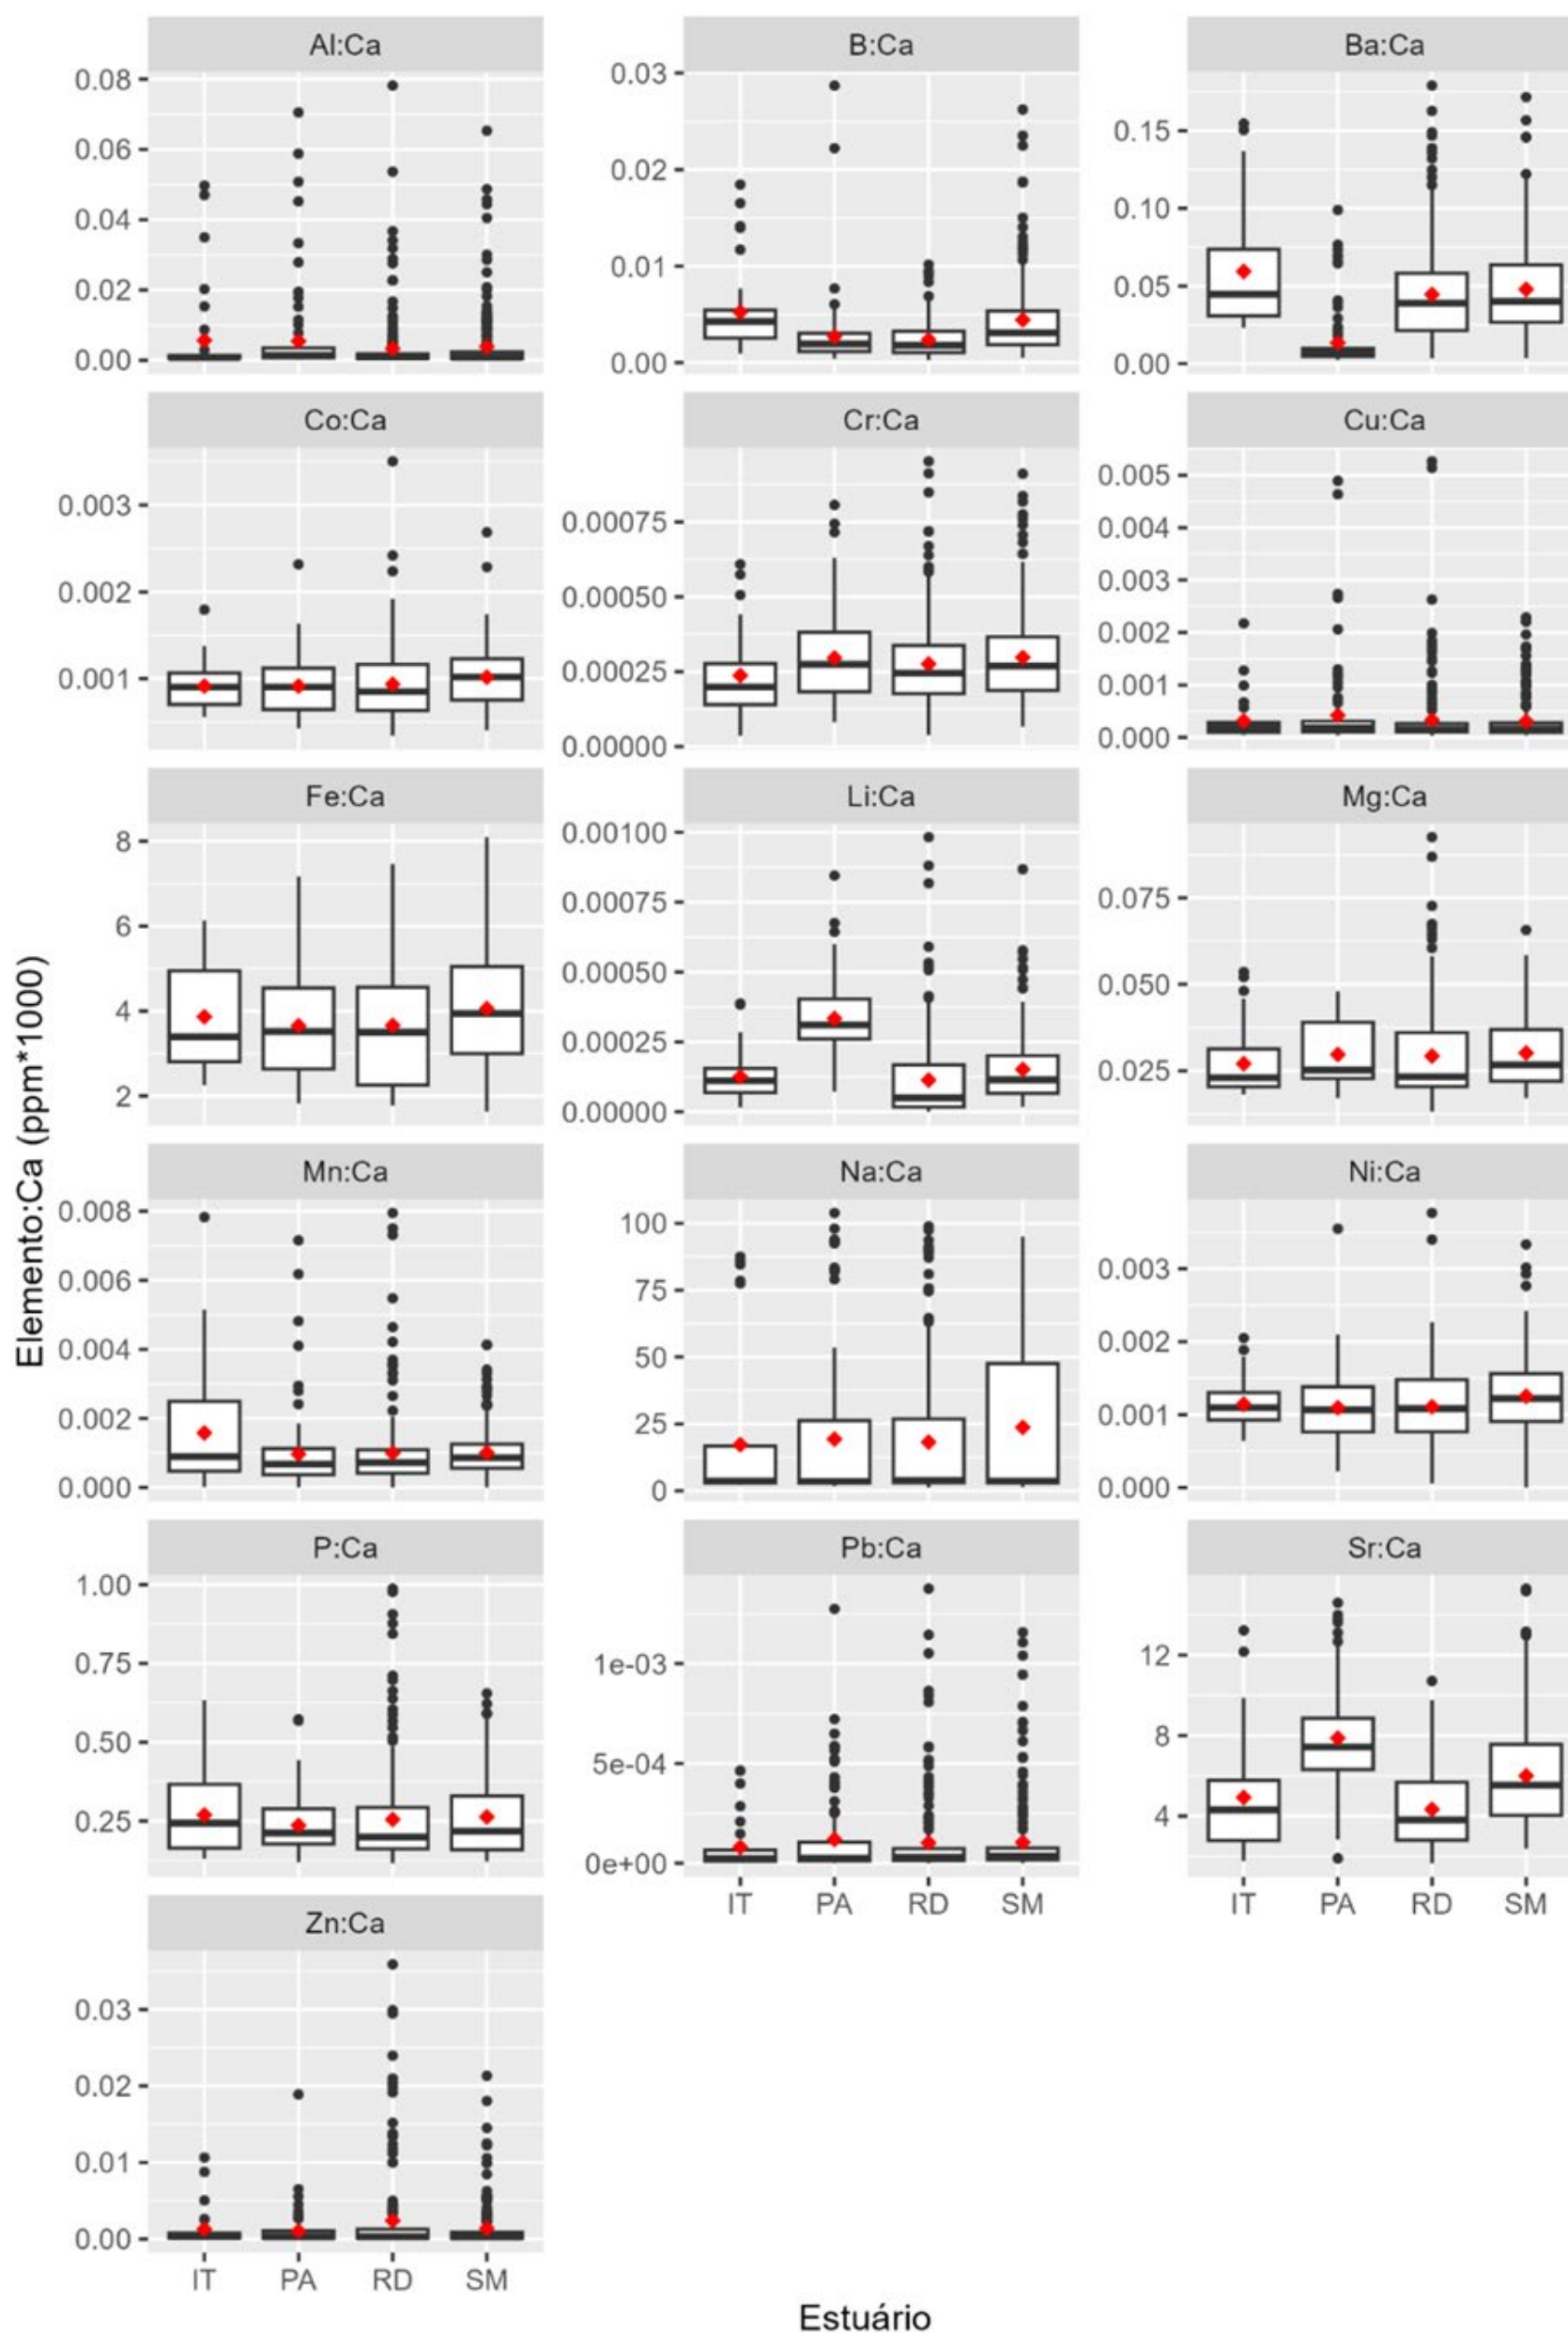 Al:Ca
B:Ca
Ba:Ca
0.08
0.06
0.04
0.02
0.00
0.03
0.02
0.01
0.00
0.15
0.10
0.05
0.00
Co:Ca
Cr:Ca
Cu:Ca
0.003
0.002
0.001
0.00075
0.00050
0.00025
0.00000
0.005
0.004
0.003
0.002
0.001
0.000
Fe:Ca
Li:Ca
Mg:Ca
8
6
4
2
0.00100
0.00075
0.00050
0.00025
0.00000
0.075
0.050
0.025
Mn:Ca
Na:Ca
Ni:Ca
0.008
0.006
0.004
0.002
0.000
100
75
50
25
0
0.003
0.002
0.001
0.000
P:Ca
Pb:Ca
Sr:Ca
1.00
0.75
0.50
0.25
1e-03
5e-04
0e+00
12
8
4
IT PA RD SM
IT PA RD SM
Zn:Ca
0.03
0.02
0.01
0.00
IT PA RD SM
Elemento:Ca (ppm*1000)
Estuário